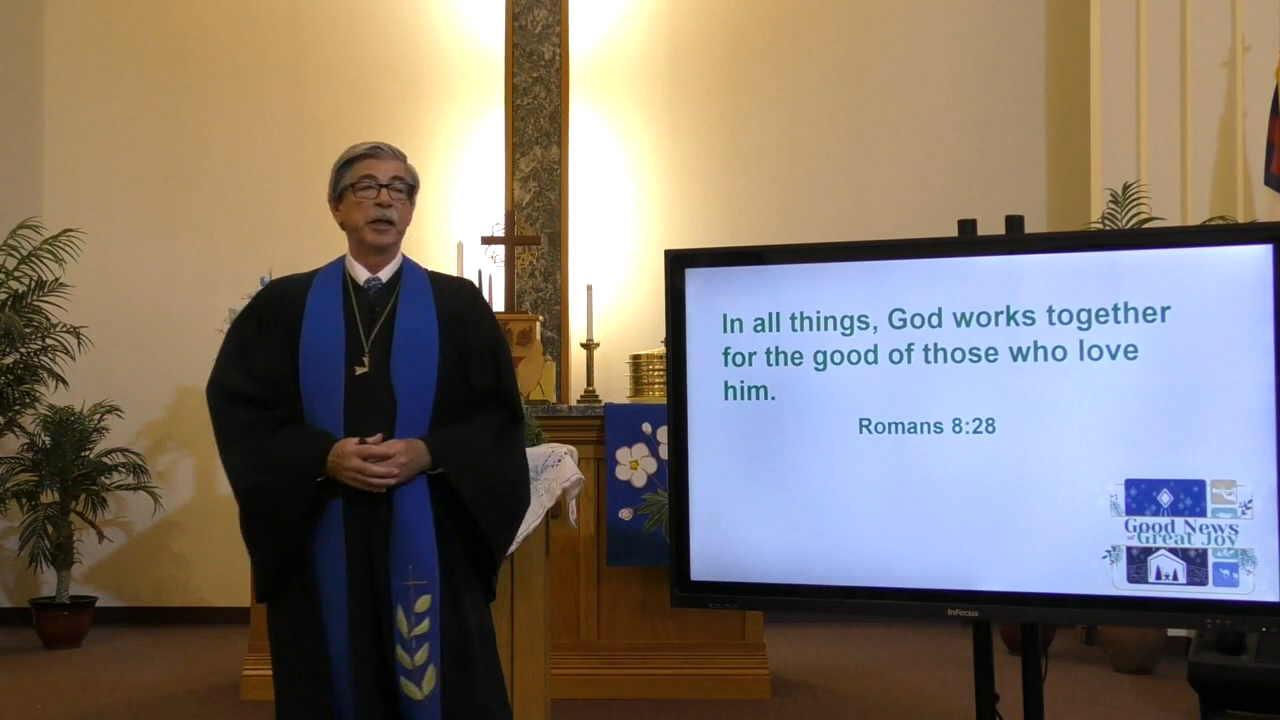 In all things, God works together
for the good of those who love
him.
Romans 8:28
Good News
of Great Joy
InFocus